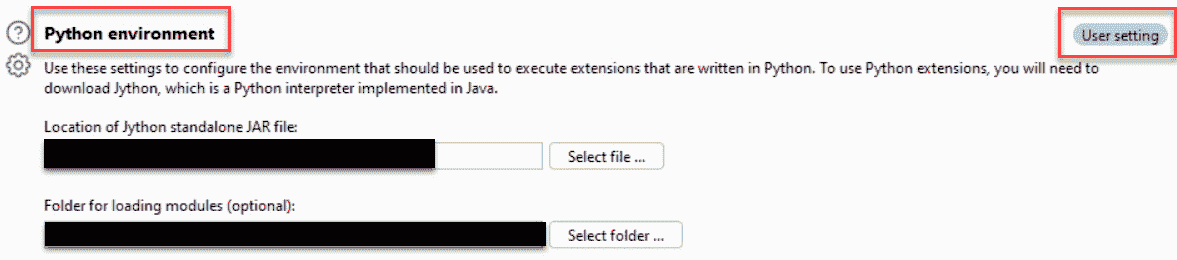 Python environment
User setting
Use these settings to configure the environment that should be used to execute extensions that are written in Python. To use Python extensions, you will need to
download Jython, which is a Python interpreter implemented in Java.
Location of Jython standalone JAR file:
Select file ...
Folder for loading modules (optional):
Select folder ...